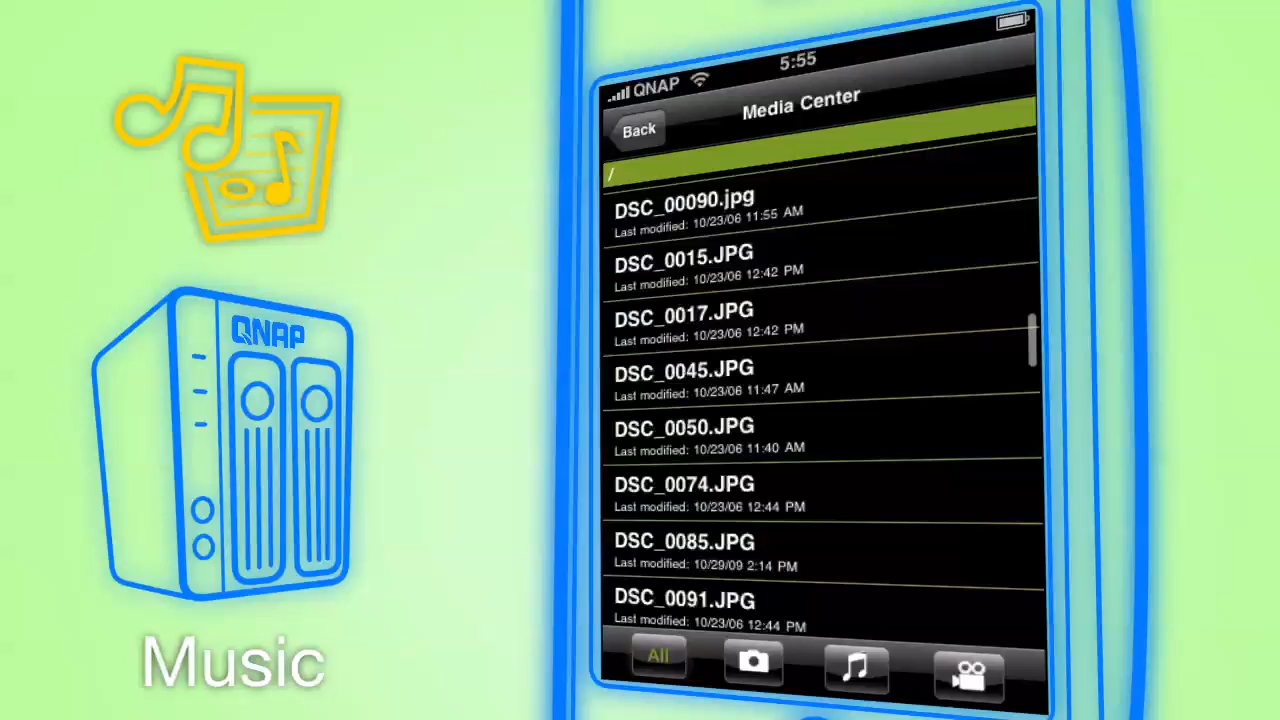 QNAP
Music
QNAP
5:55
Back
Media Center
/
DSC_00090.jpg
Last modified: 10/23/06 11:55 AM
DSC_0015.JPG
Last modified: 10/23/06 12:42 PM
DSC_0017.JPG
Last modified: 10/23/06 12:42 PM
DSC_0045.JPG
Last modified: 10/23/06 11:47 AM
DSC_0050.JPG
Last modified: 10/23/06 11:40 AM
DSC_0074.JPG
Last modified: 10/23/06 12:44 PM
DSC_0085.JPG
Last modified: 10/29/09 2:14 PM
DSC_0091.JPG
Last modified: 10/23/06 12:44 PM
All